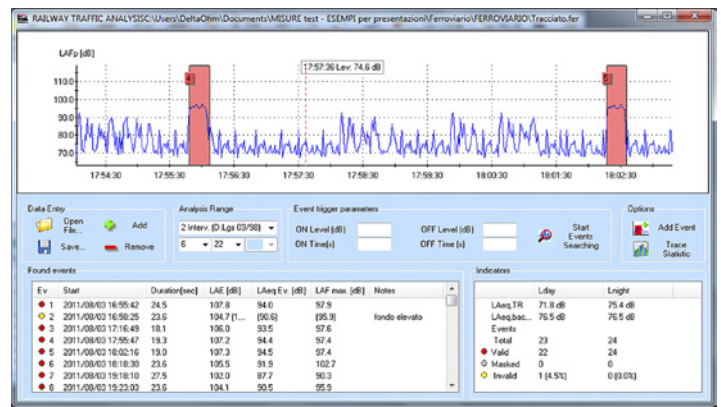 RAILWAY TRAFFIC ANALYSISC:\Users\DeltaOhm\Documents\MISURE test - ESEMPI per presentazioni\Ferroviario\FERROVIARIO\Tracciato.fer
LAFp [dB]
17:57:36 Lev: 74.6 dB
4
5
110.0
100.0
90.0
80.0
70.0
17:54:30 17:55:30 17:56:30 17:57:30 17:58:30 17:59:30 18:00:30 18:01:30 18:02:30
Data Entry Analysis Range Event trigger parameters Options
Open File... Add 2 Interv. (D.Lgs 03/98) ON Level (dB) OFF Level (dB) Start Events Searching Add Event
Save... Remove 6 22 ON Time(s) OFF Time (s) Trace Statistic
Found events Indicators
Ev Start Duration(sec) LAE [dB] LAeq Ev. [dB] LAF max. [dB] Notes
1 2011/08/03 16:55:42 24.5 107.8 94.0 97.9
2 2011/08/03 16:58:25 23.6 104.7 [1... (90.6) (95.9) fondo elevato
3 2011/08/03 17:16:49 18.1 106.0 93.5 97.6
4 2011/08/03 17:55:47 19.3 107.2 94.4 97.4
5 2011/08/03 18:02:16 19.0 107.3 94.5 97.4
6 2011/08/03 18:18:30 23.6 105.5 91.9 102.7
7 2011/08/03 19:18:10 27.5 102.0 87.7 90.3
8 2011/08/03 19:23:03 23.6 104.1 90.5 95.9
Lday Lnight
LAeq,TR 71.8 dB 75.4 dB
LAeq,bac... 76.5 dB 76.5 dB
Events
Total 23 24
Valid 22 24
Masked 0 0
Invalid 1 (4.5%) 0 (0.0%)